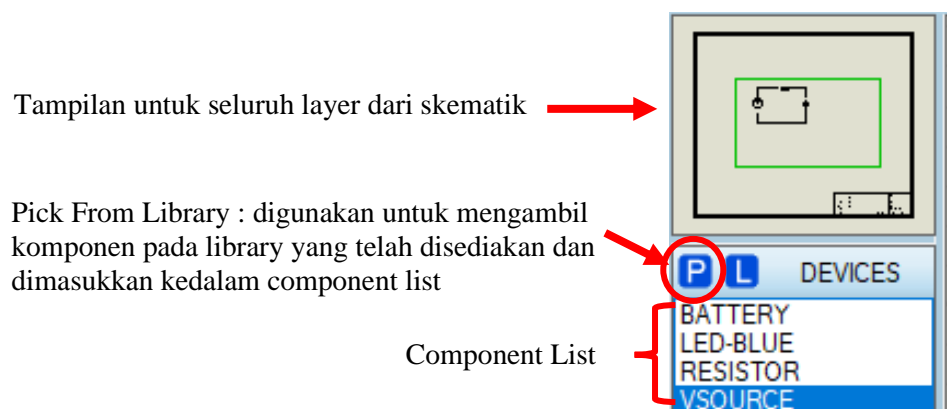 Tampilan untuk seluruh layer dari skematik
Pick From Library : digunakan untuk mengambil
komponen pada library yang telah disediakan dan
dimasukkan kedalam component list
P L DEVICES
Component List
BATTERY
LED-BLUE
RESISTOR
VSOURCE